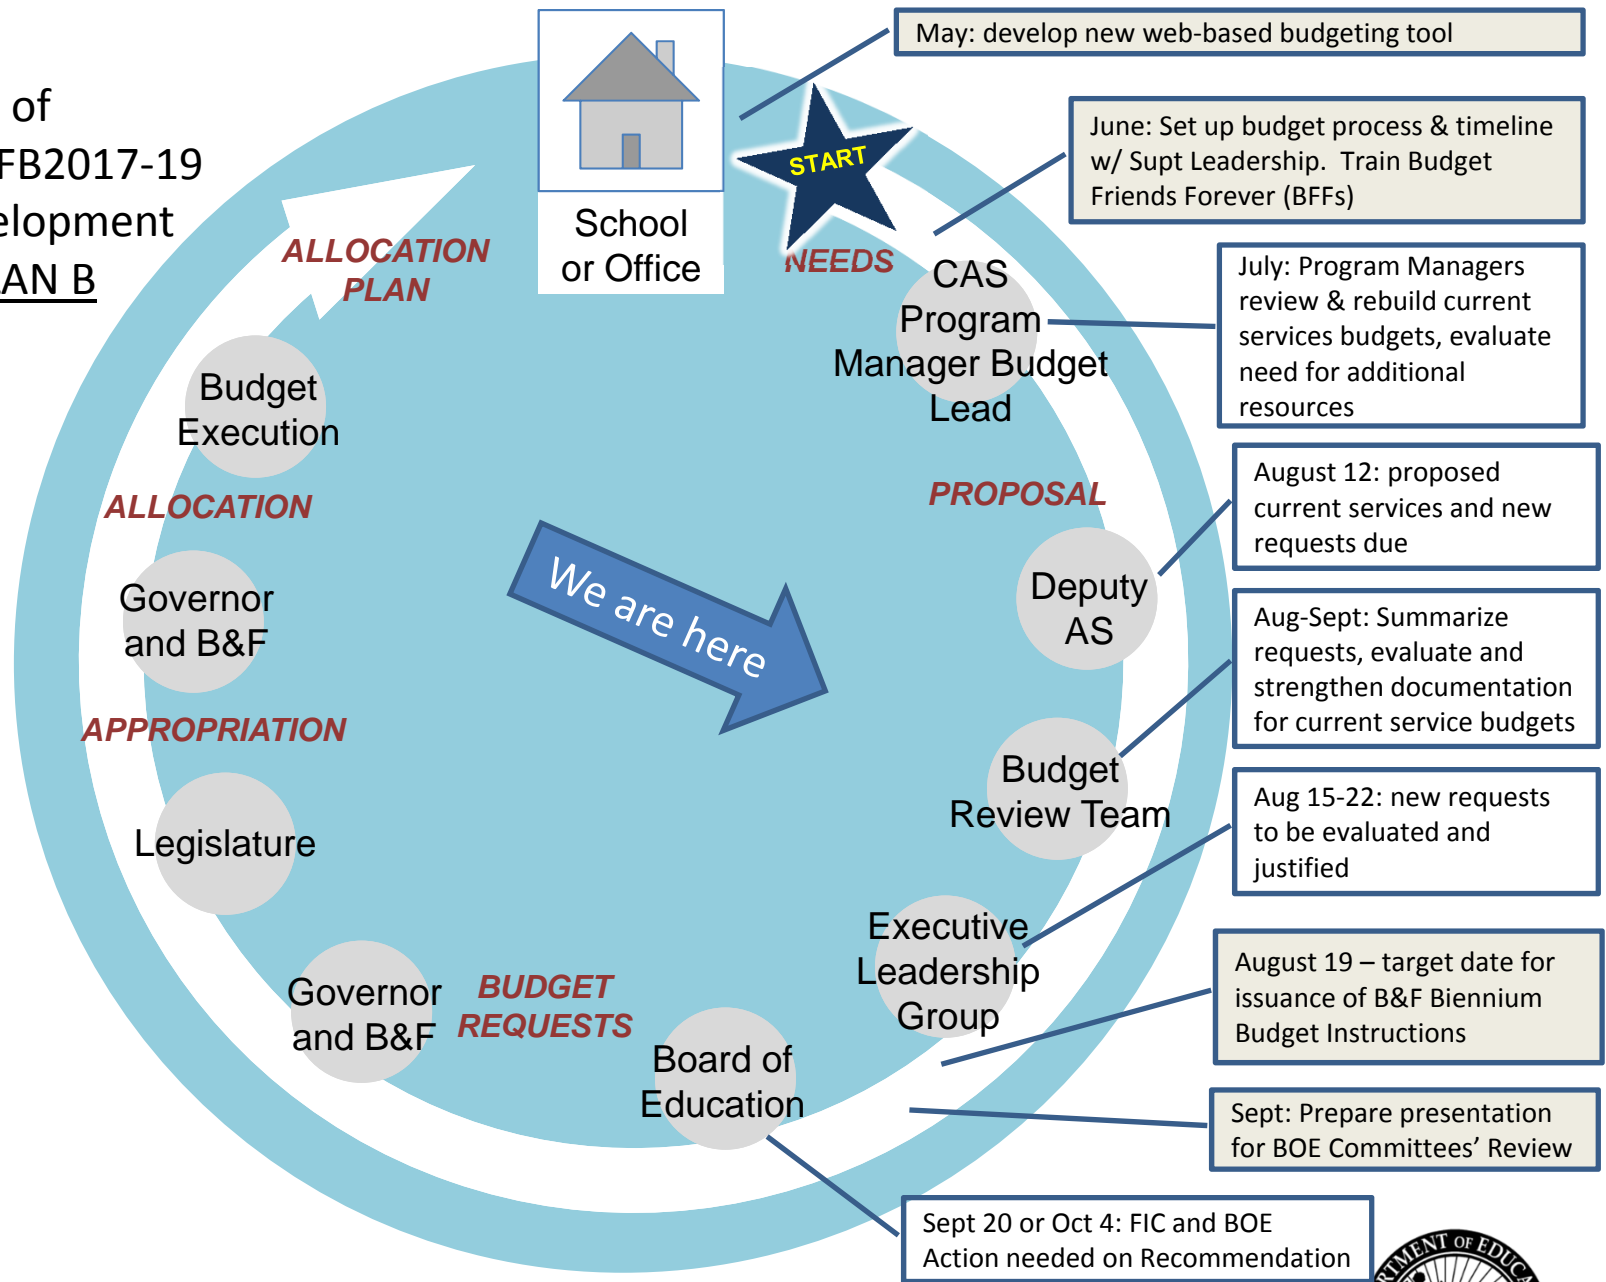 of
FB2017-19
elopment
AN B
School
or Office
START
NEEDS
CAS
Program
Manager Budget
Lead
PROPOSAL
Deputy
AS
Budget
Review Team
Executive
Leadership
Group
Board of
Education
BUDGET
REQUESTS
Governor
and B&F
Legislature
APPROPRIATION
Governor
and B&F
ALLOCATION
Budget
Execution
ALLOCATION
PLAN
We are here
May: develop new web-based budgeting tool
June: Set up budget process & timeline
w/ Supt Leadership.  Train Budget
Friends Forever (BFFs)
July: Program Managers
review & rebuild current
services budgets, evaluate
need for additional
resources
August 12: proposed
current services and new
requests due
Aug-Sept: Summarize
requests, evaluate and
strengthen documentation
for current service budgets
Aug 15-22: new requests
to be evaluated and
justified
August 19 – target date for
issuance of B&F Biennium
Budget Instructions
Sept: Prepare presentation
for BOE Committees’ Review
Sept 20 or Oct 4: FIC and BOE
Action needed on Recommendation
RTMENT OF EDUCA